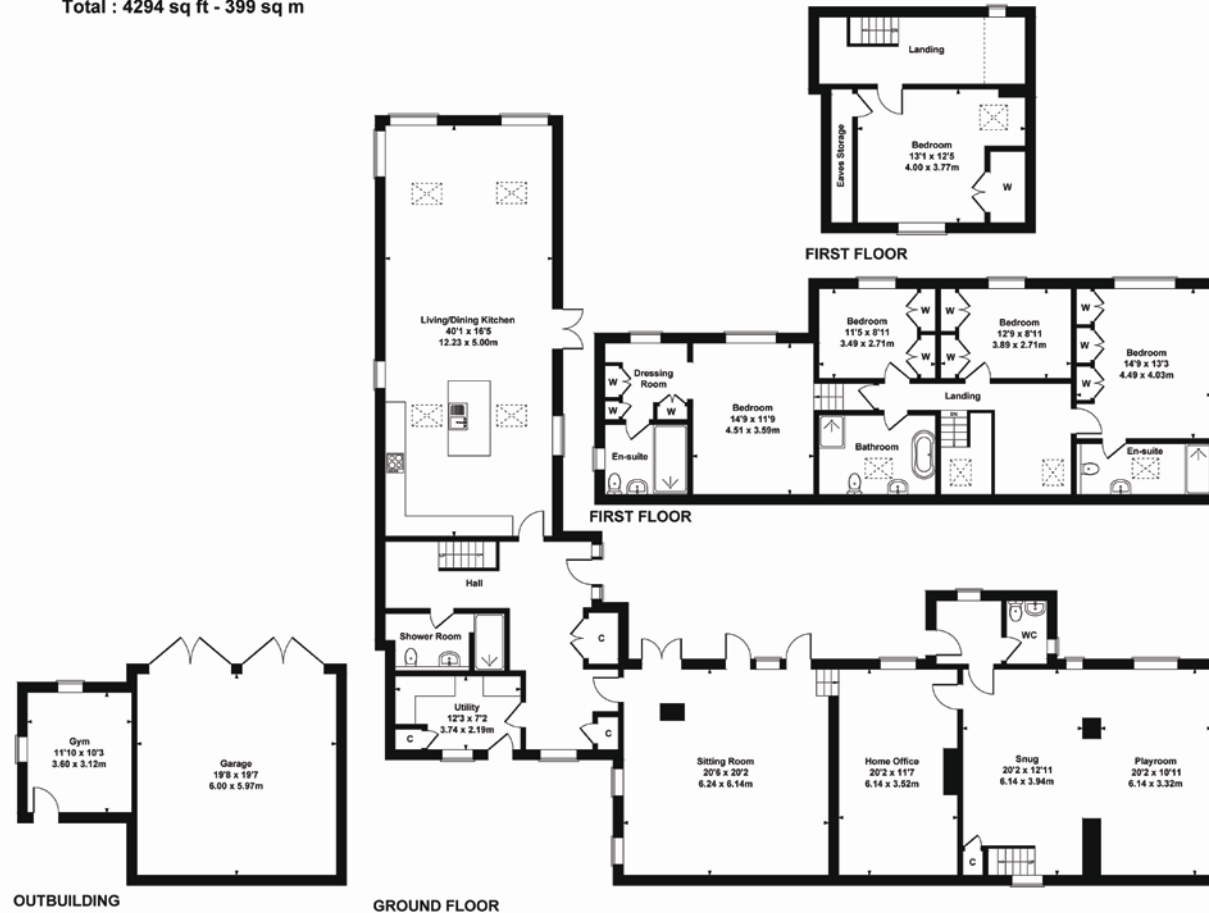 Total : 4294 sq ft - 399 sq m
DN
Landing
Eaves Storage
Bedroom
13'1 x 12'5
4.00 x 3.77m
W
FIRST FLOOR
Bedroom
11'5 x 8'11
3.49 x 2.71m
W
W
W
W
Bedroom
12'9 x 8'11
3.89 x 2.71m
W
W
W
Bedroom
14'9 x 13'3
4.49 x 4.03m
Dressing
Room
W
W
W
Bedroom
14'9 x 11'9
4.51 x 3.59m
Landing
DN
En-suite
Bathroom
En-suite
FIRST FLOOR
Living/Dining Kitchen
40'1 x 16'5
12.23 x 5.00m
Hall
Shower Room
C
Utility
12'3 x 7'2
3.74 x 2.19m
C
C
WC
Sitting Room
20'6 x 20'2
6.24 x 6.14m
Home Office
20'2 x 11'7
6.14 x 3.52m
Snug
20'2 x 12'11
6.14 x 3.94m
Playroom
20'2 x 10'11
6.14 x 3.32m
C
Gym
11'10 x 10'3
3.60 x 3.12m
Garage
19'8 x 19'7
6.00 x 5.97m
OUTBUILDING
GROUND FLOOR